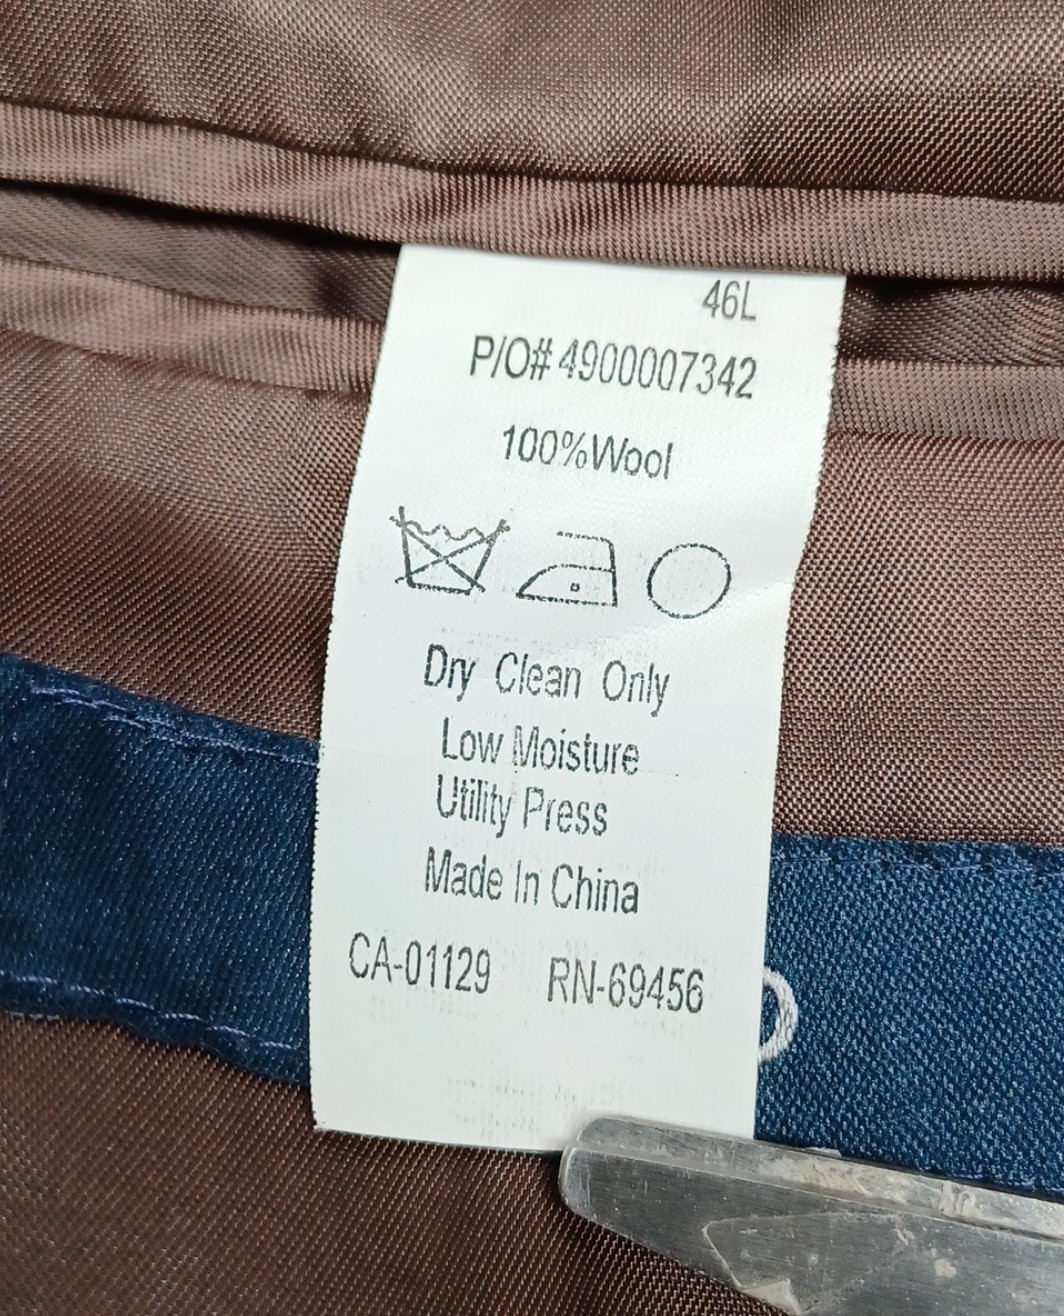 46L
P/O# 4900007342
100%Wool
Dry Clean Only
Low Moisture
Utility Press
Made In China
CA-01129 RN-69456